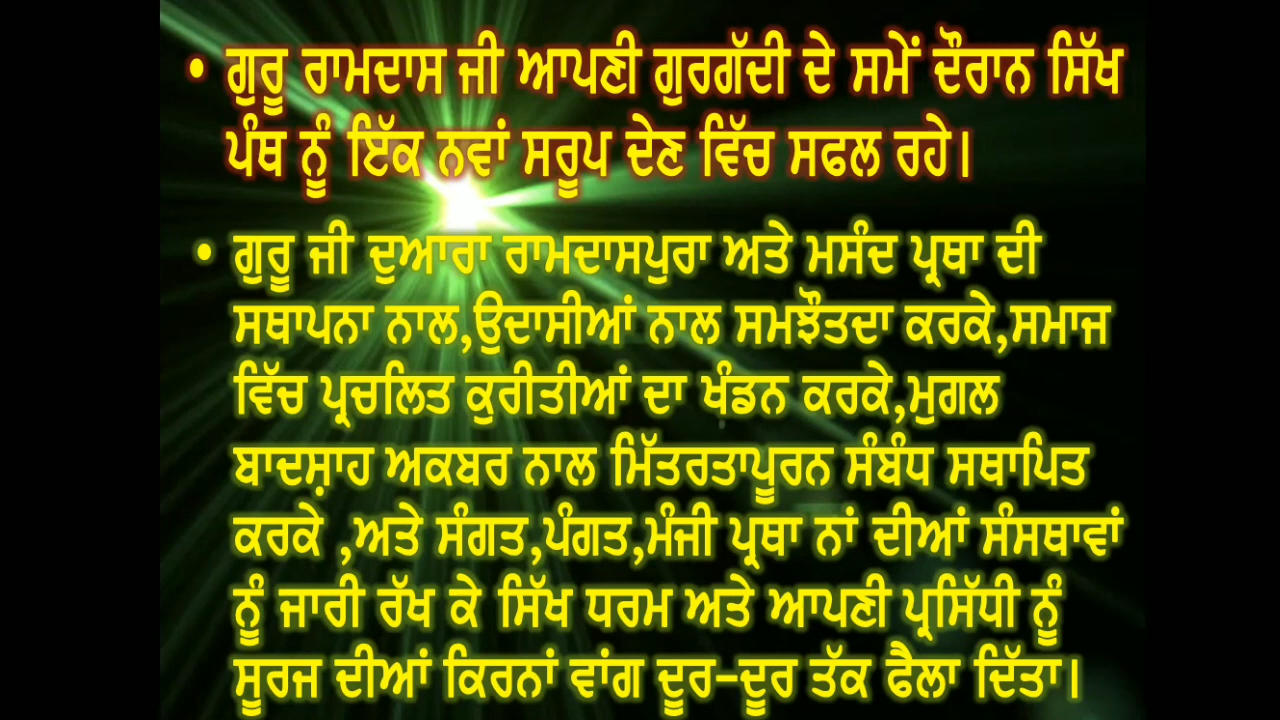 • ਗੁਰੂ ਰਾਮਦਾਸ ਜੀ ਆਪਣੀ ਗੁਰਗੱਦੀ ਦੇ ਸਮੇਂ ਦੌਰਾਨ ਸਿੱਖ
ਪੰਥ ਨੂੰ ਇੱਕ ਨਵਾਂ ਸਰੂਪ ਦੇਣ ਵਿੱਚ ਸਫਲ ਰਹੇ।
• ਗੁਰੂ ਜੀ ਦੁਆਰਾ ਰਾਮਦਾਸਪੁਰਾ ਅਤੇ ਮਸੰਦ ਪ੍ਰਥਾ ਦੀ
ਸਥਾਪਨਾ ਨਾਲ,ਉਦਾਸੀਆਂ ਨਾਲ ਸਮਝੌਤਦਾ ਕਰਕੇ,ਸਮਾਜ
ਵਿੱਚ ਪ੍ਰਚਲਿਤ ਕੁਰੀਤੀਆਂ ਦਾ ਖੰਡਨ ਕਰਕੇ,ਮੁਗਲ
ਬਾਦਸ਼ਾਹ ਅਕਬਰ ਨਾਲ ਮਿੱਤਰਤਾਪੂਰਨ ਸੰਬੰਧ ਸਥਾਪਿਤ
ਕਰਕੇ ,ਅਤੇ ਸੰਗਤ,ਪੰਗਤ,ਮੰਜੀ ਪ੍ਰਥਾ ਨਾਂ ਦੀਆਂ ਸੰਸਥਾਵਾਂ
ਨੂੰ ਜਾਰੀ ਰੱਖ ਕੇ ਸਿੱਖ ਧਰਮ ਅਤੇ ਆਪਣੀ ਪ੍ਰਸਿੱਧੀ ਨੂੰ
ਸੂਰਜ ਦੀਆਂ ਕਿਰਨਾਂ ਵਾਂਗ ਦੂਰ-ਦੂਰ ਤੱਕ ਫੈਲਾ ਦਿੱਤਾ।